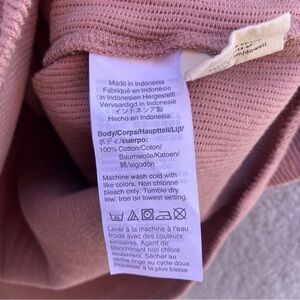 Made in Indonesia
Fabriqué en Indonésie
in Indonesien Hergestellt
Vervaardigd in Indonesië
インドネシア製
Hecho en Indonesia
Body/Corps/Hauptteil/Lijf/
ボディ/cuerpo:
100% Cotton/Coton/
Baumwolle/Katoen/
綿/algodón
Machine wash cold with
like colors. Non chlorine
bleach only. Tumble dry
low. Iron on lowest setting.
Laver à la machine à l'eau
froide avec des couleurs
similaires. Agent de
blanchiment non chloré
seulement. Sécher au
sèche-linge au cycle doux.
Repasser à la plus basse